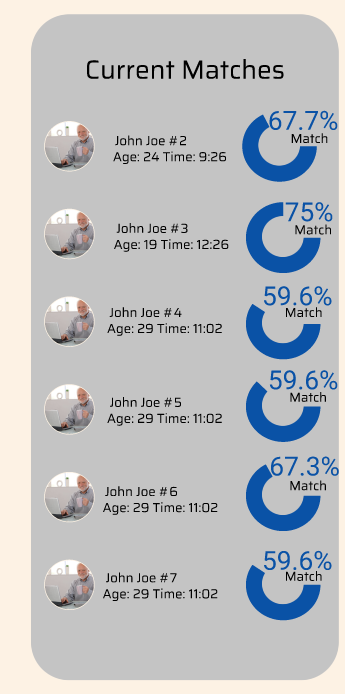 Current Matches
John Joe #2
Age: 24 Time: 9:26
67.7%
Match
John Joe #3
Age: 19 Time: 12:26
75%
Match
John Joe #4
Age: 29 Time: 11:02
59.6%
Match
John Joe #5
Age: 29 Time: 11:02
59.6%
Match
John Joe #6
Age: 29 Time: 11:02
67.3%
Match
John Joe #7
Age: 29 Time: 11:02
59.6%
Match